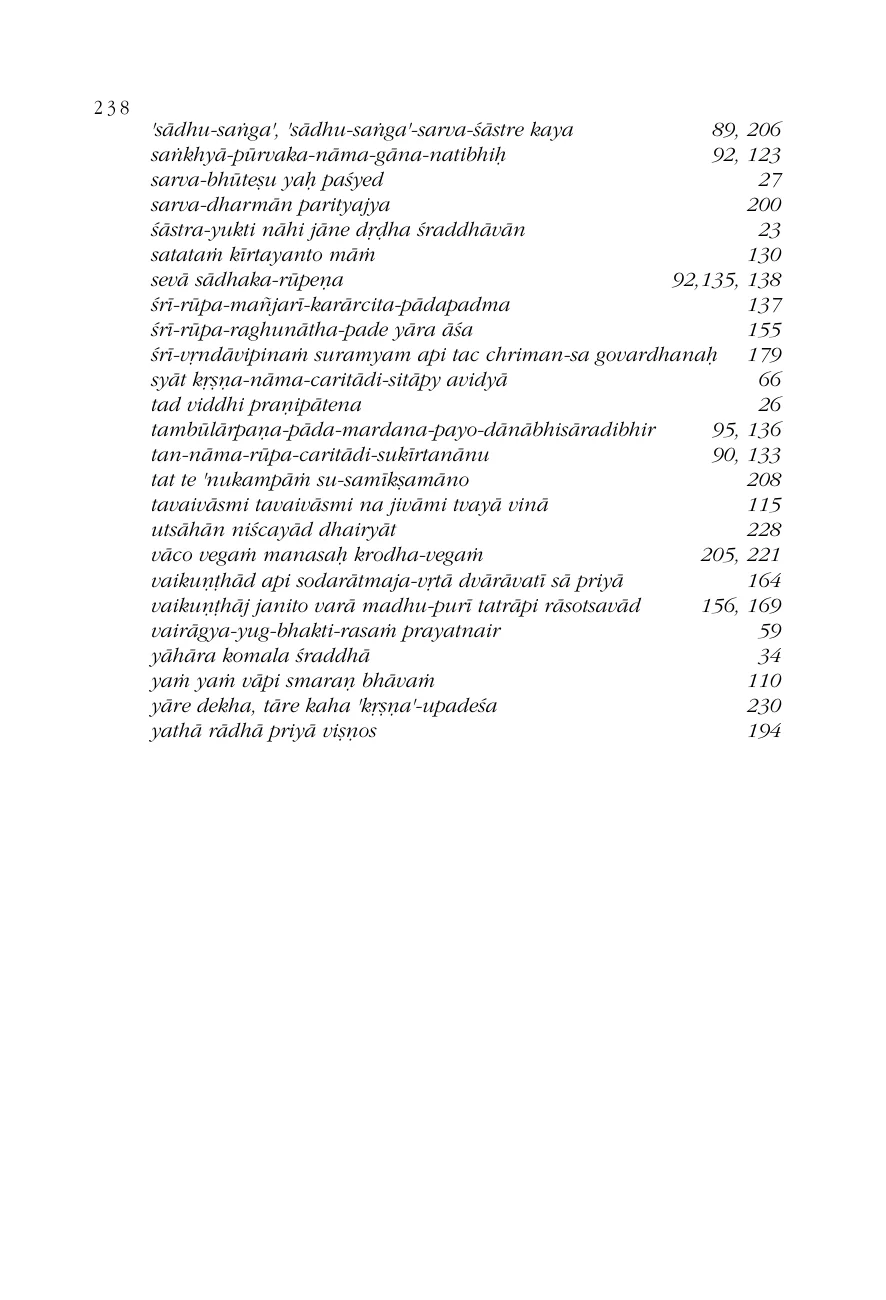 238
'sādhu-saṅga', 'sādhu-saṅga'-sarva-śāstre kaya 89, 206
saṅkhyā-pūrvaka-nāma-gāna-natibhiḥ 92, 123
sarva-bhūteṣu yaḥ paśyed 27
sarva-dharmān parityajya 200
śāstra-yukti nāhi jāne dṛḍha śraddhāvān 23
satataṁ kīrtayanto māṁ 130
sevā sādhaka-rūpeṇa 92,135, 138
śrī-rūpa-mañjarī-karārcita-pādapadma 137
śrī-rūpa-raghunātha-pade yāra āśa 155
śrī-vṛndāvipinaṁ suramyam api tac chriman-sa govardhanaḥ 179
syāt kṛṣṇa-nāma-caritādi-sitāpy avidyā 66
tad viddhi praṇipātena 26
tambūlārpaṇa-pāda-mardana-payo-dānābhisāradibhir 95, 136
tan-nāma-rūpa-caritādi-sukīrtanānu 90, 133
tat te 'nukampāṁ su-samīkṣamāno 208
tavaivāsmi tavaivāsmi na jivāmi tvayā vinā 115
utsāhān niścayād dhairyāt 228
vāco vegaṁ manasaḥ krodha-vegaṁ 205, 221
vaikuṇṭhād api sodarātmaja-vṛtā dvārāvatī sā priyā 164
vaikuṇṭhāj janito varā madhu-purī tatrāpi rāsotsavād 156, 169
vairāgya-yug-bhakti-rasaṁ prayatnair 59
yāhāra komala śraddhā 34
yaṁ yaṁ vāpi smaraṇ bhāvaṁ 110
yāre dekha, tāre kaha 'kṛṣṇa'-upadeśa 230
yathā rādhā priyā viṣṇos 194